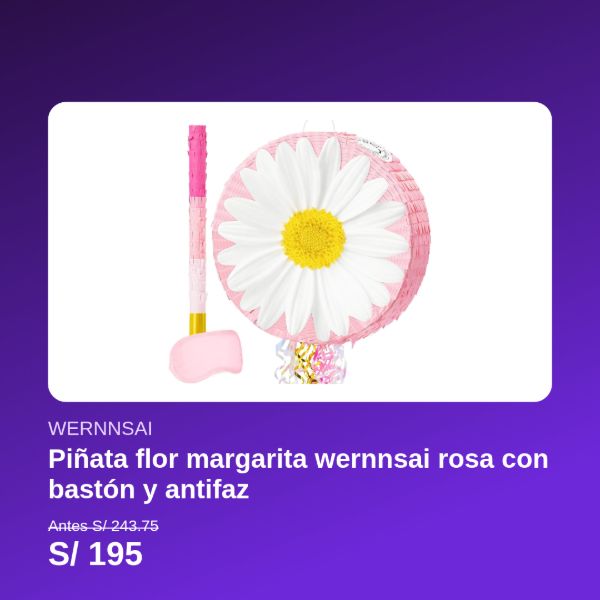 WERNNSAI
Piñata flor margarita wernnsai rosa con
bastón y antifaz
Antes S/ 243.75
S/ 195